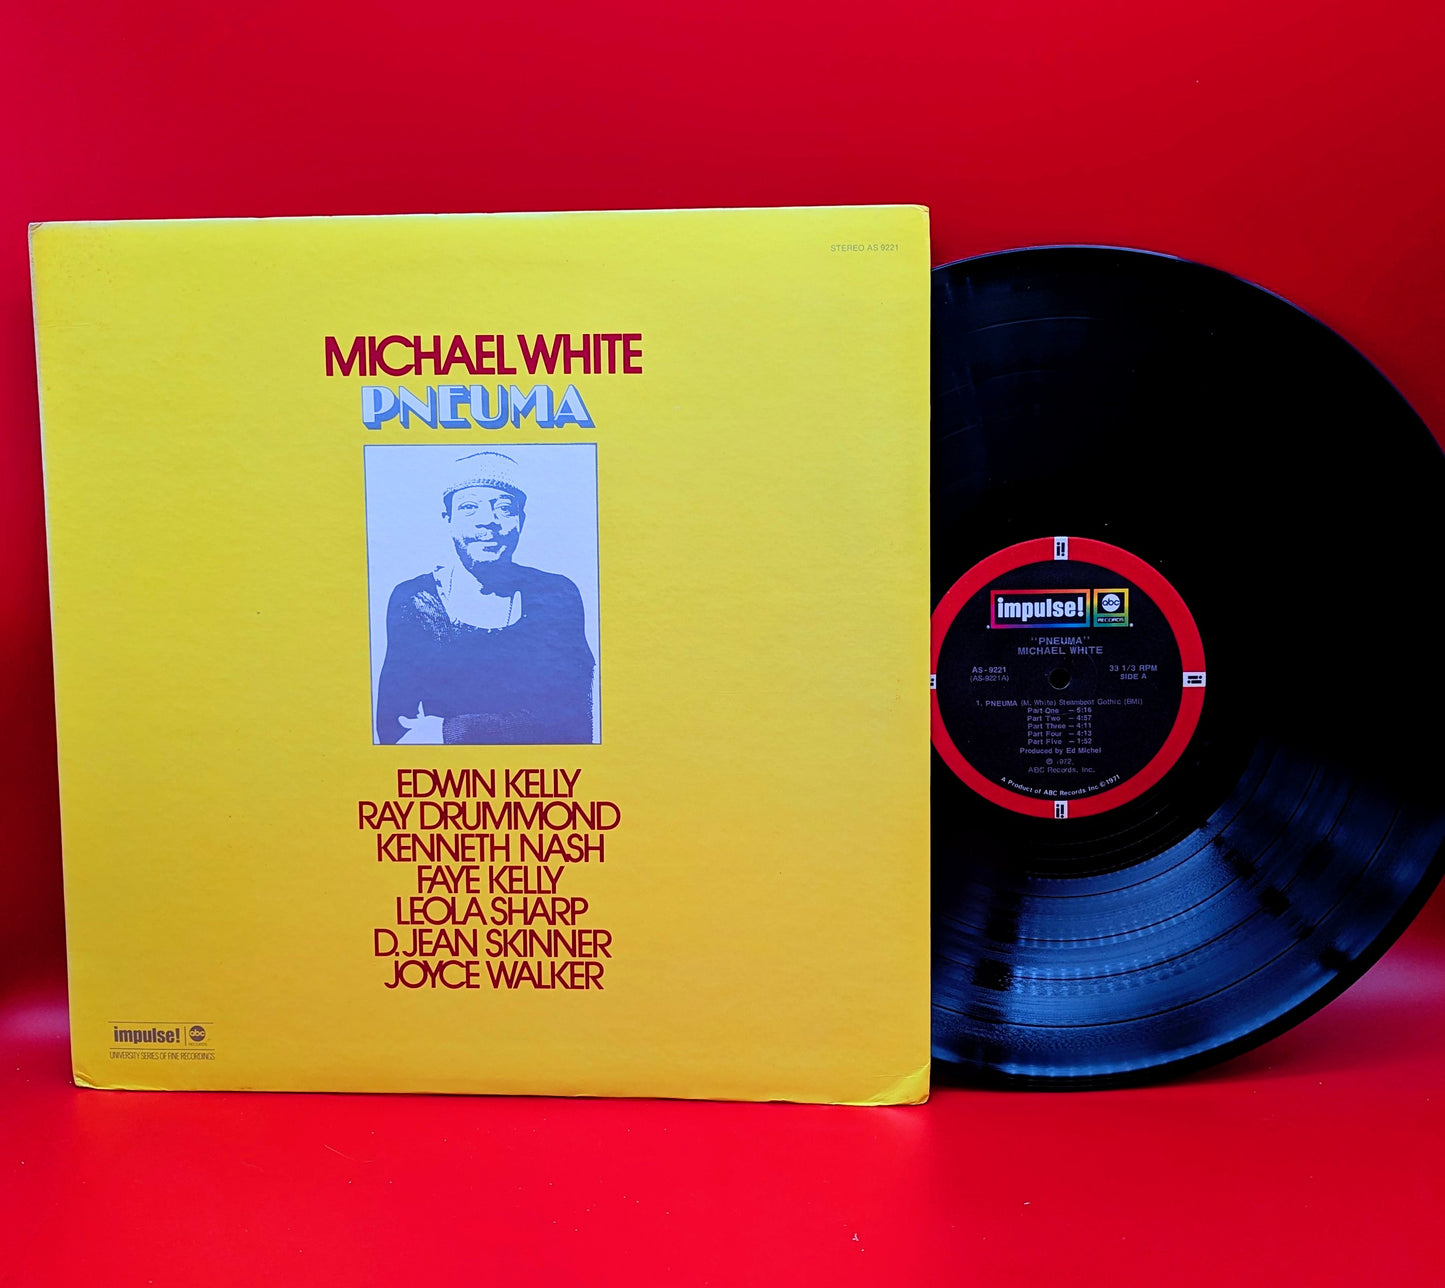 STEREO AS 9221
MICHAEL WHITE
PNEUMA
EDWIN KELLY
RAY DRUMMOND
KENNETH NASH
FAYE KELLY
LEOLA SHARP
D. JEAN SKINNER
JOYCE WALKER
impulse! abc RECORDS
UNIVERSITY SERIES OF FINE RECORDINGS
i!
impulse! abc RECORDS
"PNEUMA"
MICHAEL WHITE
AS-9221 33 1/3 RPM
(AS-9221A) SIDE A
1. PNEUMA (M. White) Steamboat Gothic (BMI)
Part One – 5:16
Part Two – 4:57
Part Three – 4:11
Part Four – 4:13
Part Five – 1:52
Produced by Ed Michel
℗ 1972,
ABC Records, Inc.
A Product of ABC Records Inc © 1971
i!
i!
i!